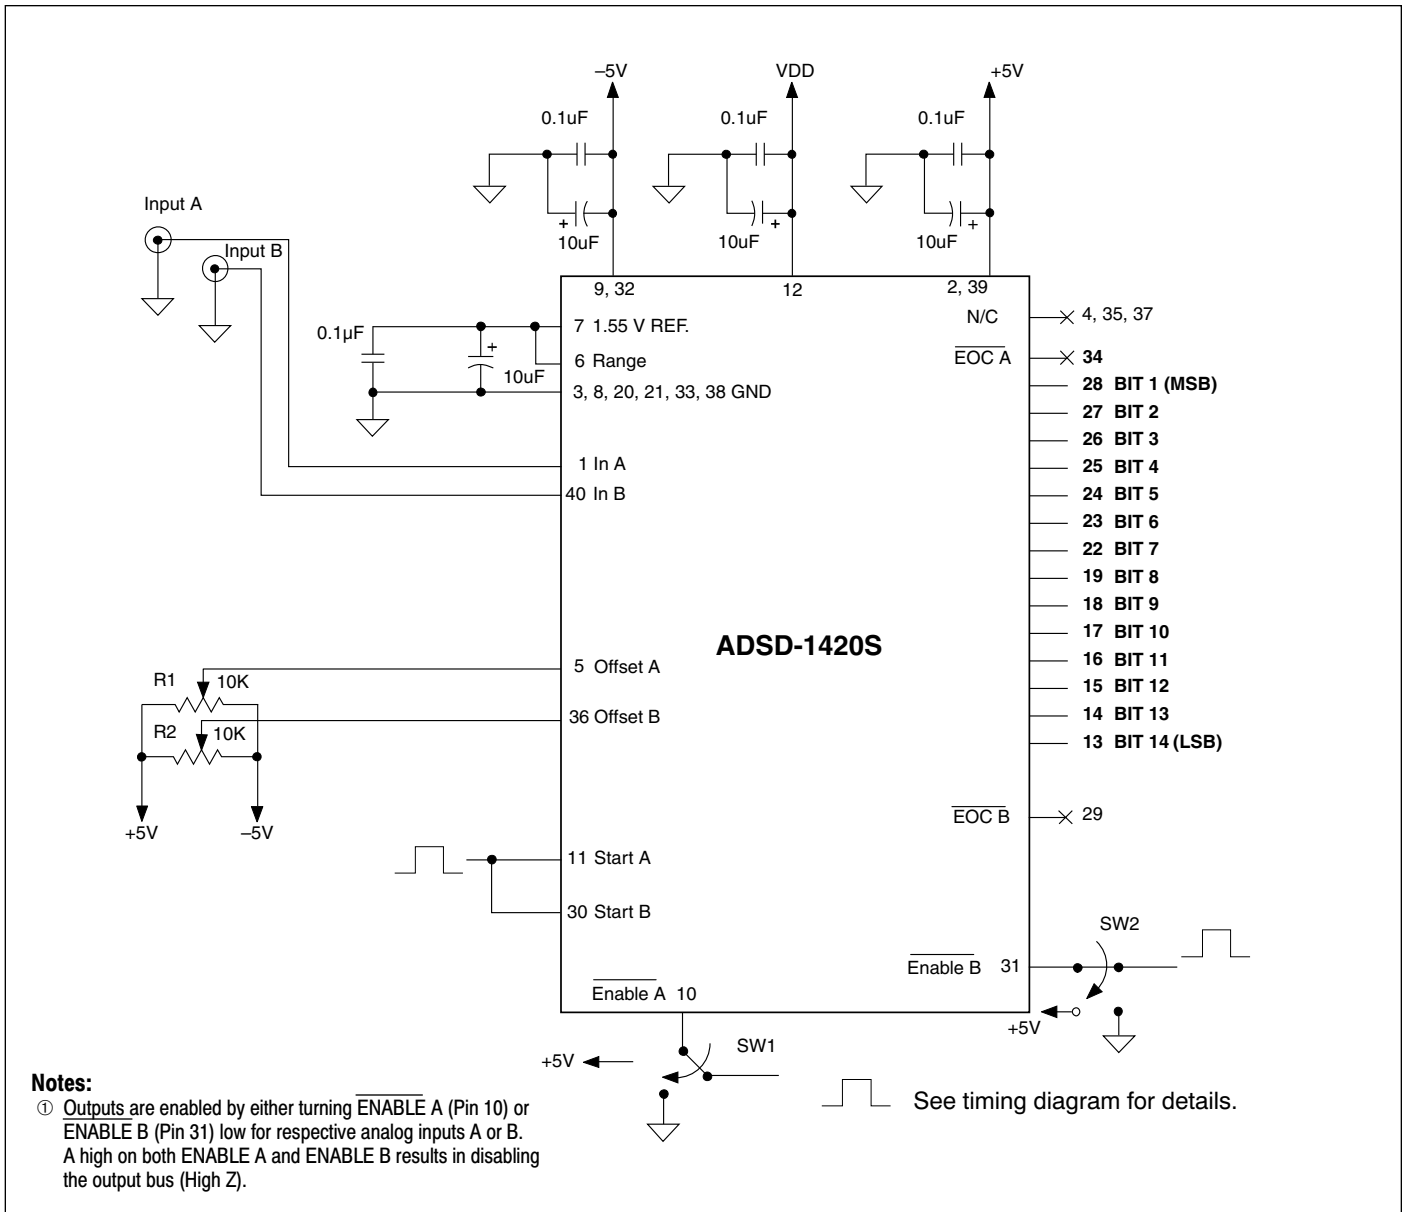 –5V
VDD
+5V
0.1uF
0.1uF
0.1uF
+
10uF
10uF
+
10uF
+
Input A
Input B
9, 32
12
2, 39
0.1µF
+
10uF
7 1.55 V REF.
6 Range
3, 8, 20, 21, 33, 38 GND
1 In A
40 In B
N/C
4, 35, 37
EOC A
34
28 BIT 1 (MSB)
27 BIT 2
26 BIT 3
25 BIT 4
24 BIT 5
23 BIT 6
22 BIT 7
19 BIT 8
18 BIT 9
17 BIT 10
16 BIT 11
15 BIT 12
14 BIT 13
13 BIT 14 (LSB)
ADSD-1420S
R1
10K
R2
10K
+5V
–5V
5 Offset A
36 Offset B
EOC B
29
11 Start A
30 Start B
SW2
Enable B 31
+5V
Enable A 10
+5V
SW1
See timing diagram for details.
Notes:
① Outputs are enabled by either turning ENABLE A (Pin 10) or
ENABLE B (Pin 31) low for respective analog inputs A or B.
A high on both ENABLE A and ENABLE B results in disabling
the output bus (High Z).